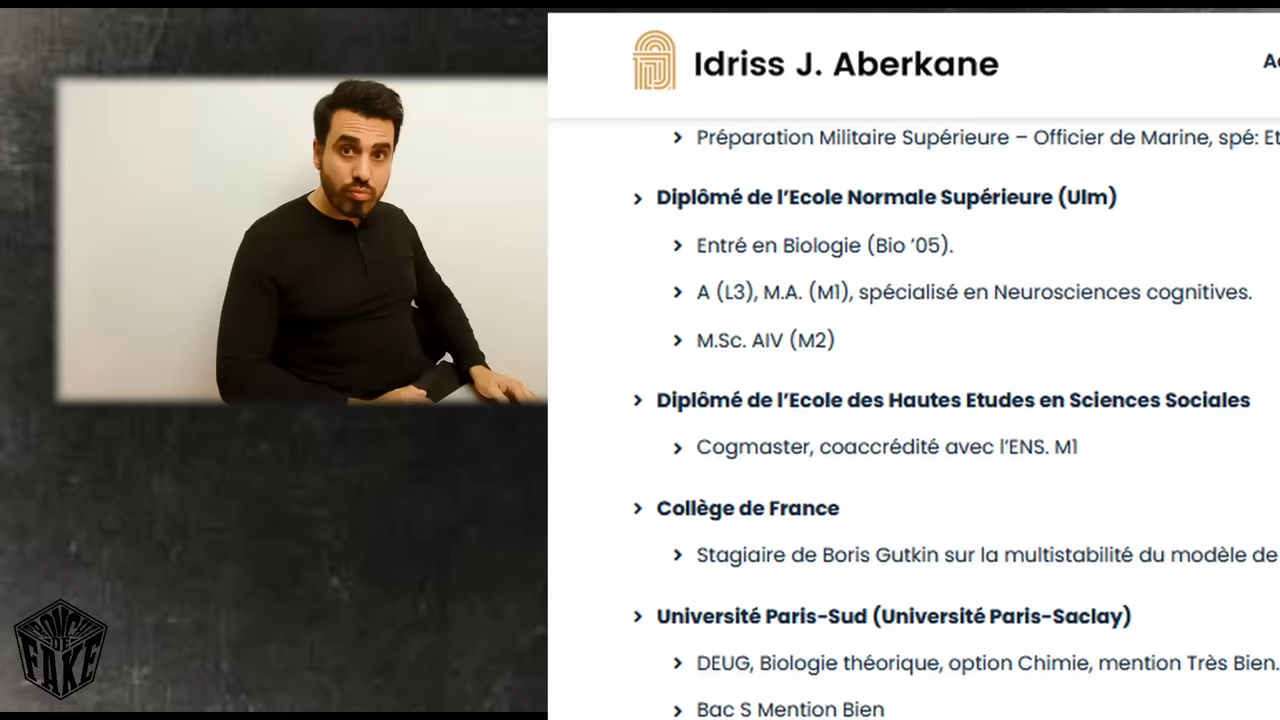 Idriss J. Aberkane
Préparation Militaire Supérieure – Officier de Marine, spé:
Diplômé de l’Ecole Normale Supérieure (Ulm)
Entré en Biologie (Bio ’05).
A (L3), M.A. (M1), spécialisé en Neurosciences cognitives.
M.Sc. AIV (M2)
Diplômé de l’Ecole des Hautes Etudes en Sciences Sociales
Cogmaster, coaccrédité avec l’ENS. M1
Collège de France
Stagiaire de Boris Gutkin sur la multistabilité du modèle de
Université Paris-Sud (Université Paris-Saclay)
DEUG, Biologie théorique, option Chimie, mention Très Bien.
Bac S Mention Bien
TRONCHE
DE
FAKE